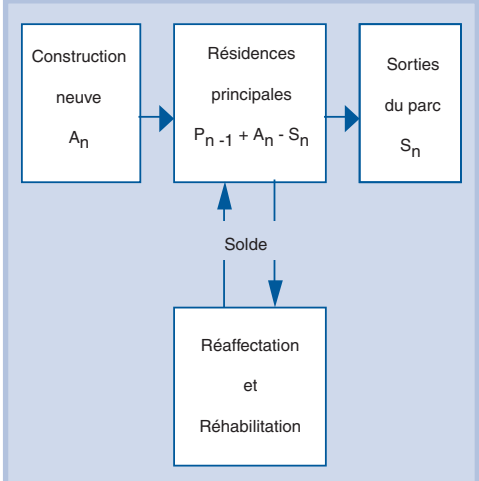 Construction
neuve
An
Résidences
principales
Pn -1 + An - Sn
Sorties
du parc
Sn
Solde
Réaffectation
et
Réhabilitation